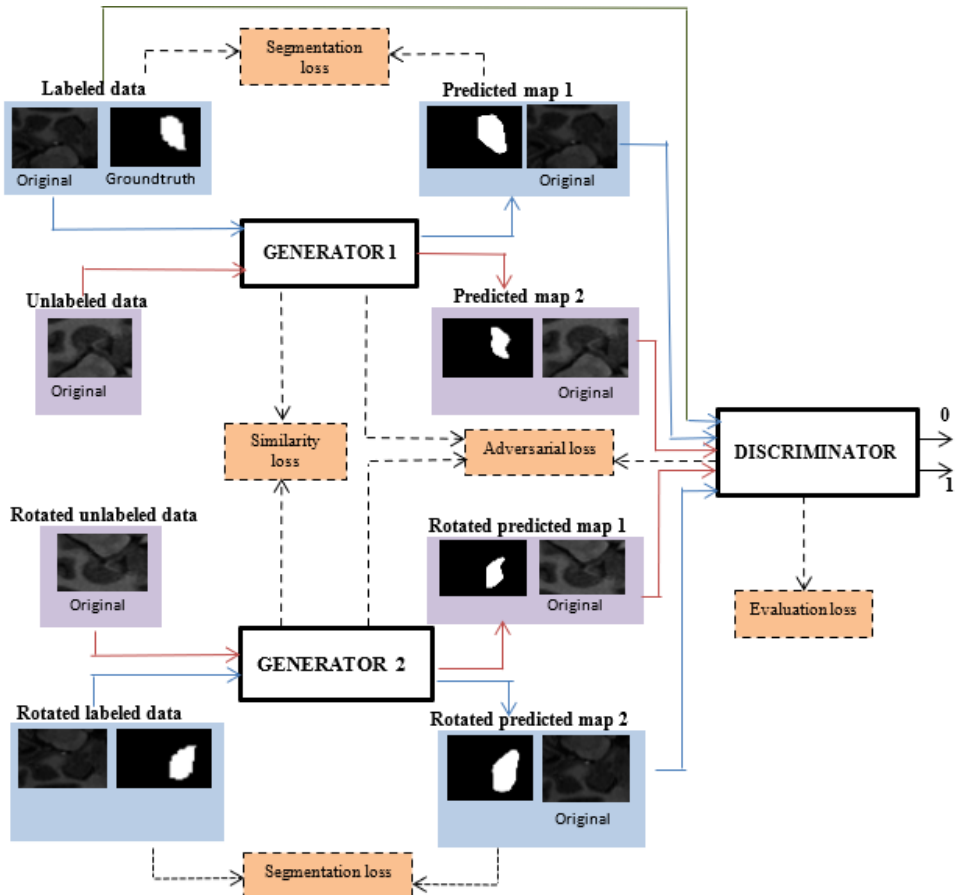 Segmentation
loss
Labeled data
Predicted map 1
Original
Groundtruth
Original
GENERATOR 1
Unlabeled data
Predicted map 2
Original
Original
0
Similarity
loss
Adversarial loss
DISCRIMINATOR
1
Rotated unlabeled data
Rotated predicted map 1
Original
Original
Evaluation loss
GENERATOR 2
Rotated labeled data
Rotated predicted map 2
Original
Segmentation loss